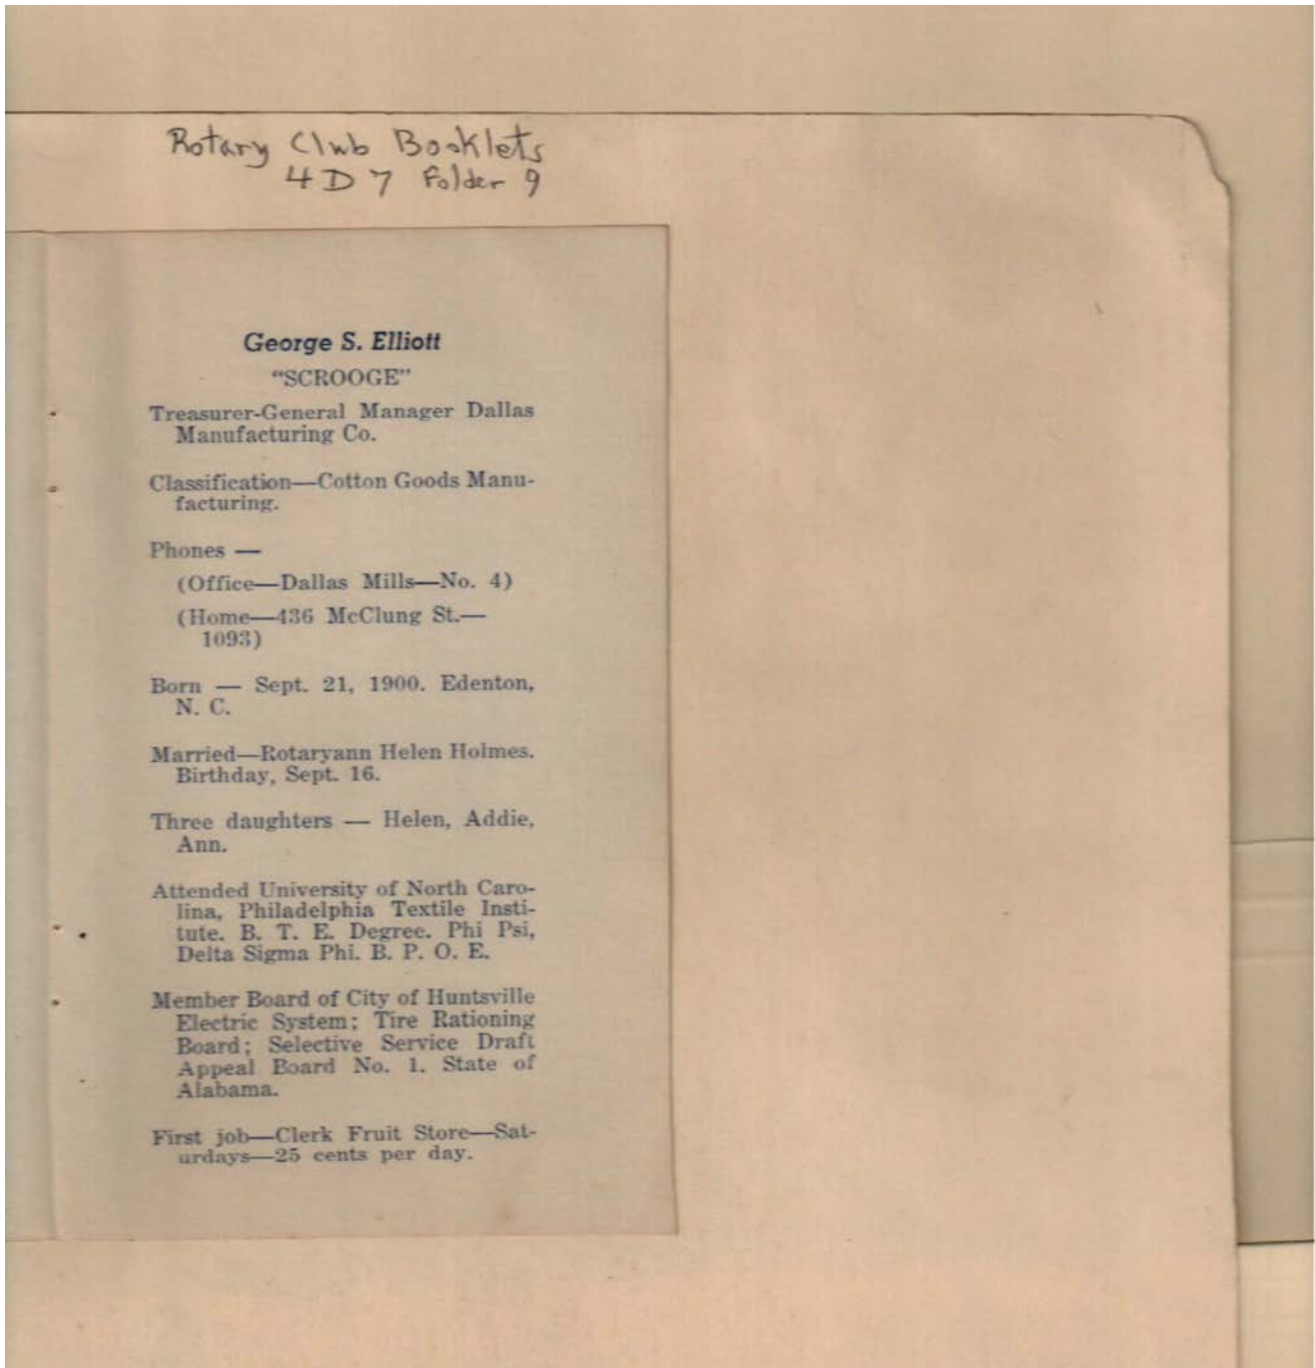 Rotary Club Booklets
4 D 7 Folder 9
George S. Elliott
"SCROOGE"
Treasurer-General Manager Dallas
Manufacturing Co.
Classification—Cotton Goods Manu-
facturing.
Phones —
(Office—Dallas Mills—No. 4)
(Home—436 McClung St.—
1093)
Born — Sept. 21, 1900. Edenton,
N. C.
Married—Rotaryann Helen Holmes.
Birthday, Sept. 16.
Three daughters — Helen, Addie,
Ann.
Attended University of North Caro-
lina, Philadelphia Textile Insti-
tute. B. T. E. Degree. Phi Psi,
Delta Sigma Phi. B. P. O. E.
Member Board of City of Huntsville
Electric System; Tire Rationing
Board; Selective Service Draft
Appeal Board No. 1. State of
Alabama.
First job—Clerk Fruit Store—Sat-
urdays—25 cents per day.